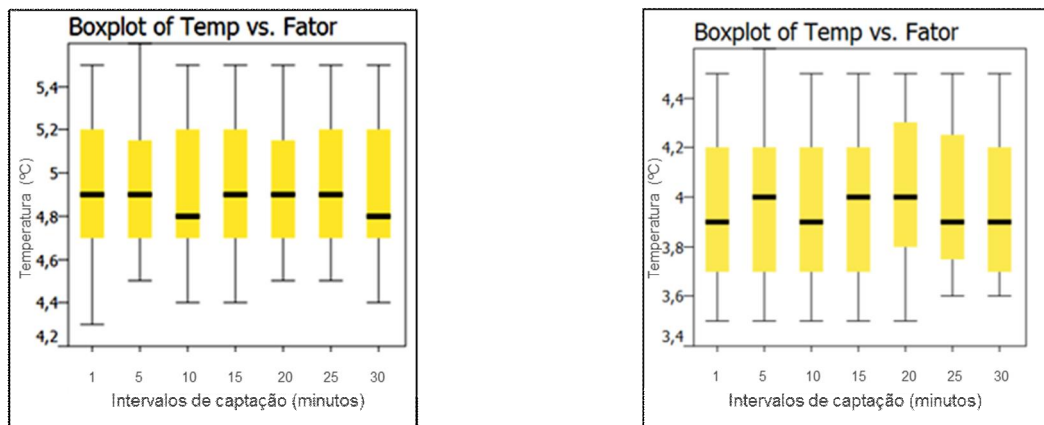 Boxplot of Temp vs. Fator
Temperatura (ºC)
5,4
5,2
5
4,8
4,6
4,4
4,2
1 5 10 15 20 25 30
Intervalos de captação (minutos)
Boxplot of Temp vs. Fator
Temperatura (ºC)
4,4
4,2
4
3,8
3,6
3,4
1 5 10 15 20 25 30
Intervalos de captação (minutos)